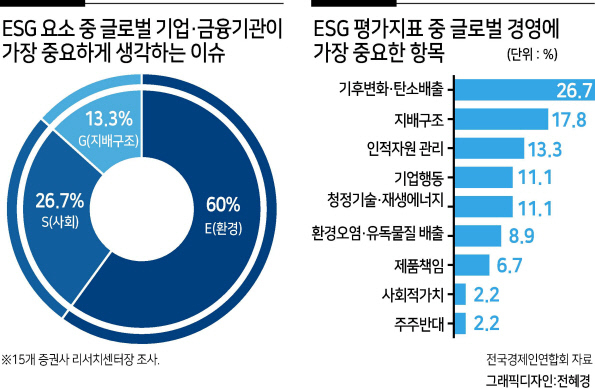 ESG 요소 중 글로벌 기업·금융기관이
가장 중요하게 생각하는 이슈
13.3%
G(지배구조)
26.7%
S(사회)
60%
E(환경)
※15개 증권사 리서치센터장 조사.
ESG 평가지표 중 글로벌 경영에
가장 중요한 항목
(단위 : %)
기후변화·탄소배출 26.7
지배구조 17.8
인적자원 관리 13.3
기업행동 11.1
청정기술·재생에너지 11.1
환경오염·유독물질 배출 8.9
제품책임 6.7
사회적가치 2.2
주주반대 2.2
전국경제인연합회 자료
그래픽디자인:전혜경